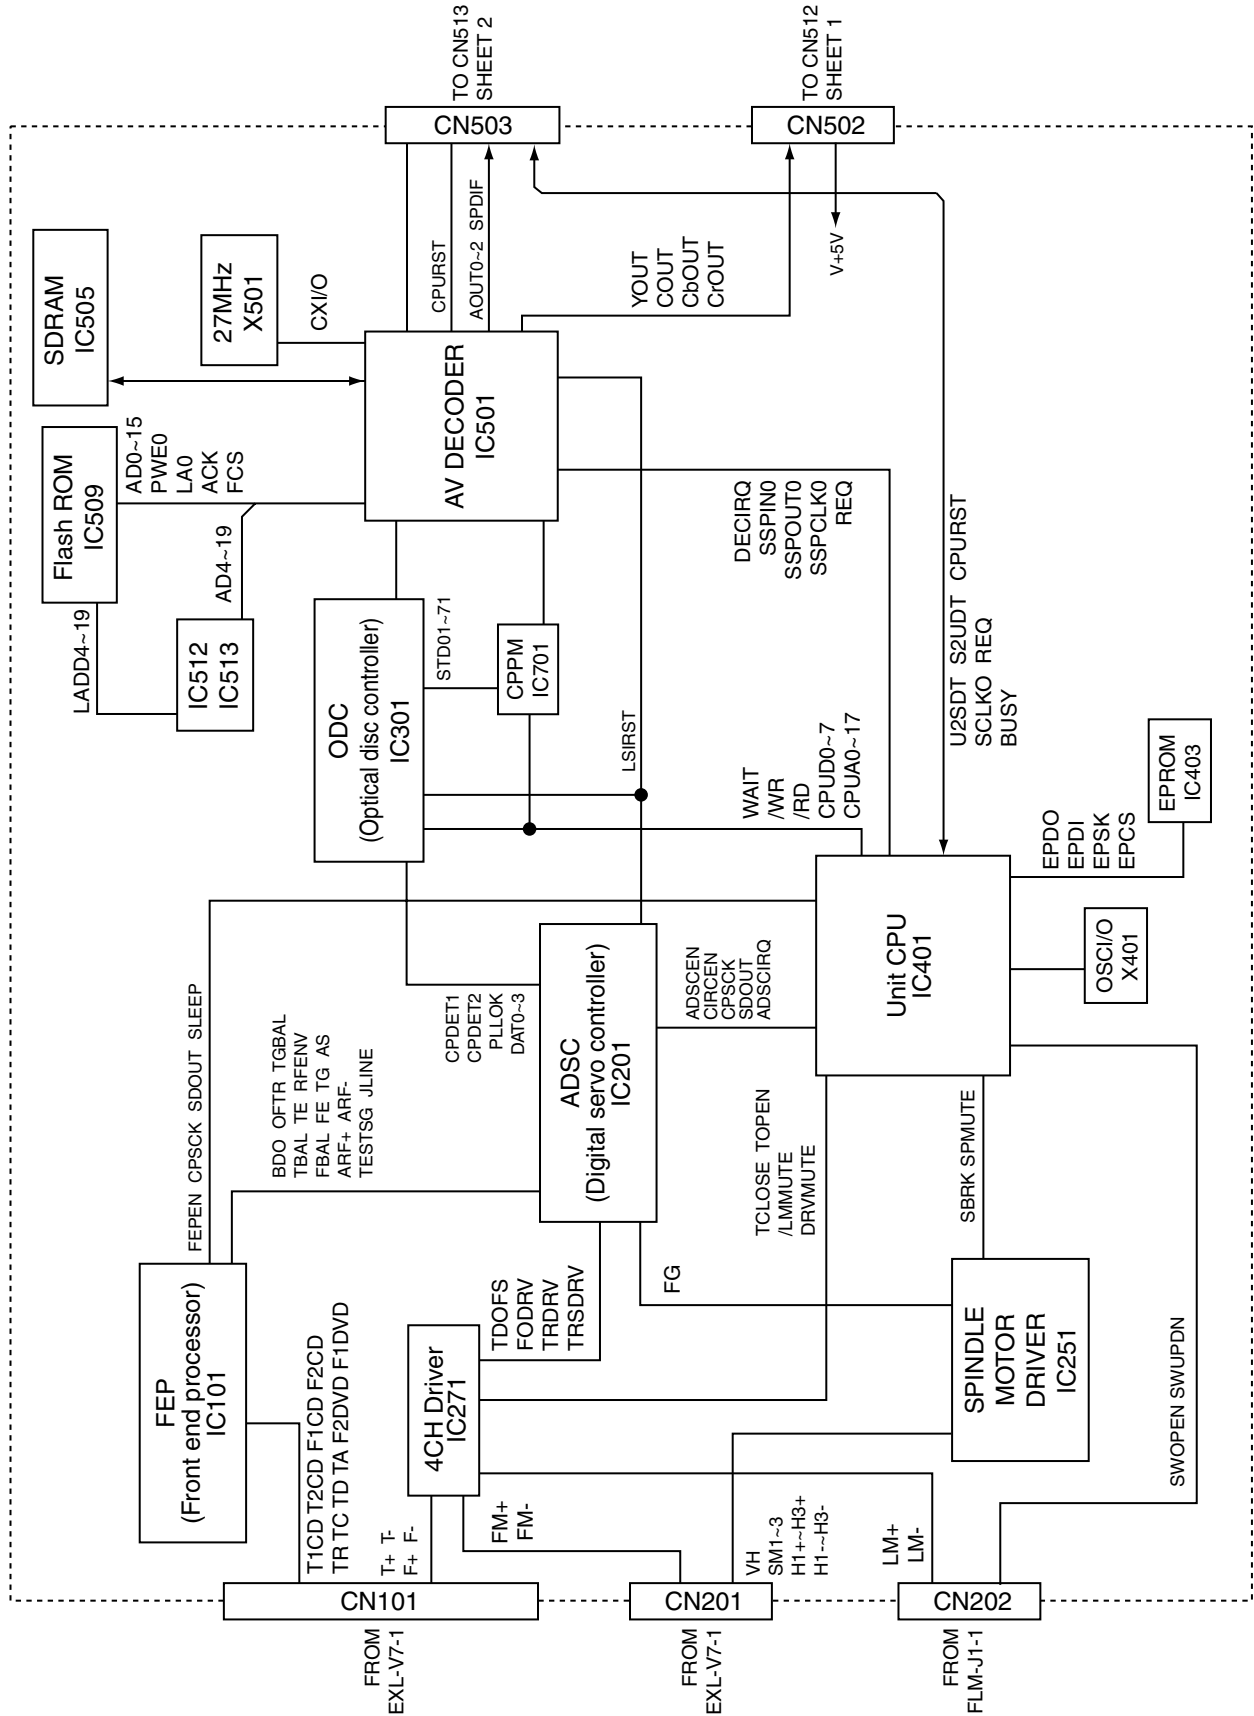 FROM
EXL-V7-1
CN101
T1CD T2CD F1CD F2CD
TR TC TD TA F2DVD F1DVD
T+ T-
F+ F-
FEP
(Front end processor)
IC101
FEPEN CPSCK SDOUT SLEEP
BDO OFTR TGBAL
TBAL TE RFENV
FBAL FE TG AS
ARF+ ARF-
TESTSG JLINE
4CH Driver
IC271
FM+
FM-
TDOFS
FODRV
TRDRV
TRSDRV
FG
ADSC
(Digital servo controller)
IC201
CPDET1
CPDET2
PLLOK
DAT0~3
ODC
(Optical disc controller)
IC301
STD01~71
CPPM
IC701
LSIRST
LADD4~19
IC512
IC513
AD4~19
Flash ROM
IC509
AD0~15
PWE0
LA0
ACK
FCS
SDRAM
IC505
27MHz
X501
CXI/O
AV DECODER
IC501
CPURST
AOUT0~2 SPDIF
CN503
TO CN513
SHEET 2
YOUT
COUT
CbOUT
CrOUT
V+5V
CN502
TO CN512
SHEET 1
FROM
EXL-V7-1
CN201
VH
SM1~3
H1+~H3+
H1-~H3-
FROM
FLM-J1-1
CN202
LM+
LM-
SPINDLE
MOTOR
DRIVER
IC251
SBRK SPMUTE
TCLOSE TOPEN
/LMMUTE
DRVMUTE
ADSCEN
CIRCEN
CPSCK
SDOUT
ADSCIRQ
Unit CPU
IC401
WAIT
/WR
/RD
CPUD0~7
CPUA0~17
DECIRQ
SSPIN0
SSPOUT0
SSPCLK0
REQ
U2SDT S2UDT CPURST
SCLKO REQ
BUSY
SWOPEN SWUPDN
OSCI/O
X401
EPDO
EPDI
EPSK
EPCS
EPROM
IC403